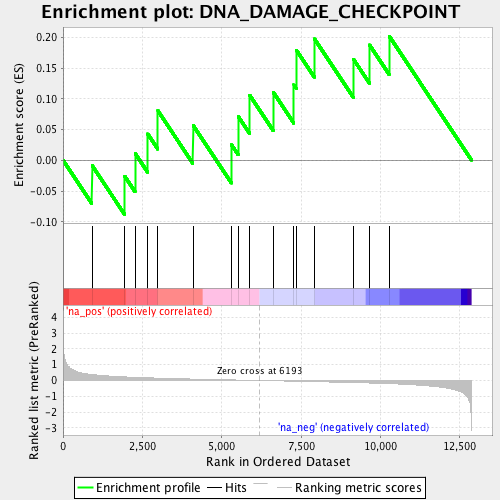 Enrichment plot: DNA_DAMAGE_CHECKPOINT
Enrichment score (ES)
0.20
0.15
0.10
0.05
0.00
-0.05
-0.10
'na_pos' (positively correlated)
Ranked list metric (PreRanked)
4
3
2
1
0
-1
-2
-3
Zero cross at 6193
'na_neg' (negatively correlated)
0
2,500
5,000
7,500
10,000
12,500
Rank in Ordered Dataset
Enrichment profile
Hits
Ranking metric scores